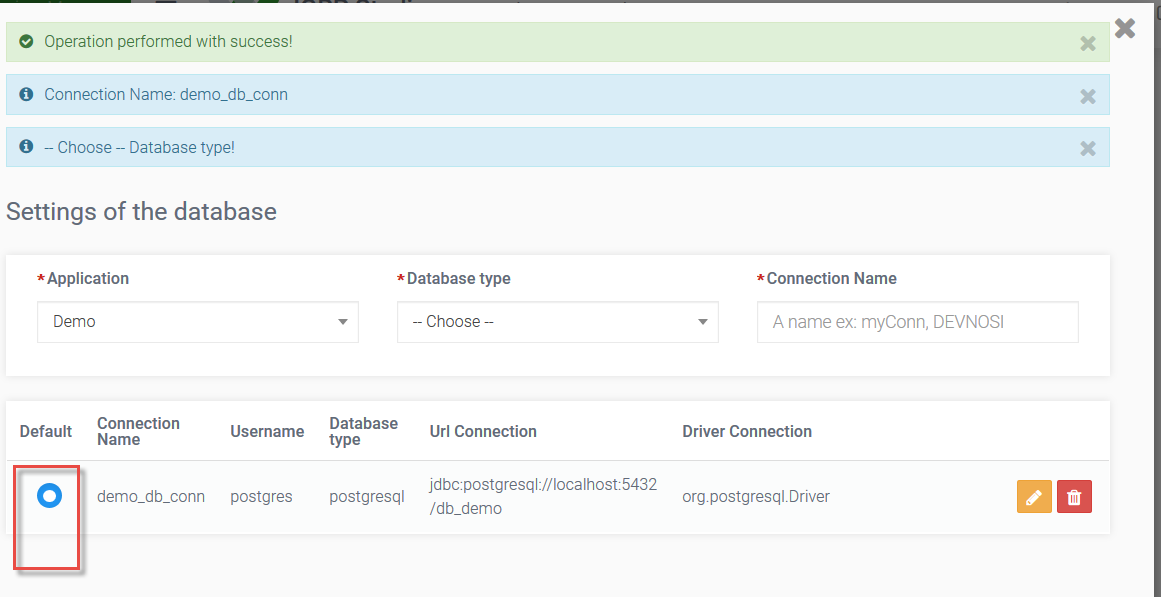 Operation performed with success!
Connection Name: demo_db_conn
-- Choose -- Database type!
Settings of the database
*Application
*Database type
*Connection Name
Demo
-- Choose --
A name ex: myConn, DEVNOSI
Default
Connection
Name
Username
Database
type
Url Connection
Driver Connection
demo_db_conn
postgres
postgresql
jdbc:postgresql://localhost:5432
/db_demo
org.postgresql.Driver